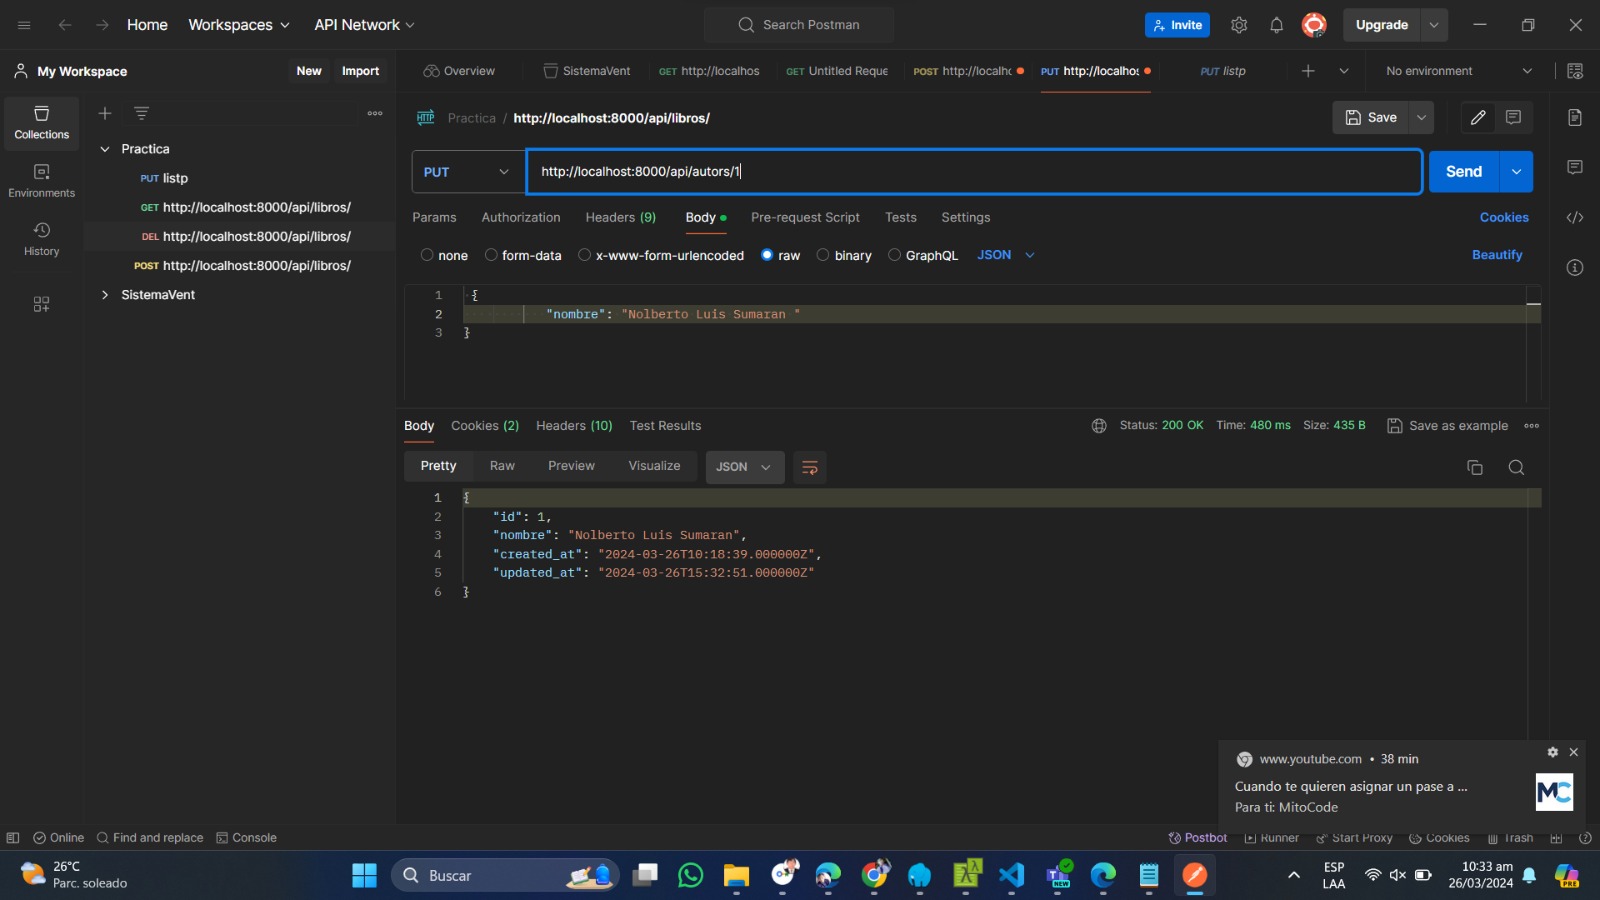 Home
Workspaces
API Network
Search Postman
Invite
Upgrade
My Workspace
New
Import
Overview
SistemaVent
GET http://localhos
GET Untitled Reque
POST http://localhc
PUT http://localhos
PUT listp
No environment
Collections
Environments
History
Practica
PUT listp
GET http://localhost:8000/api/libros/
DEL http://localhost:8000/api/libros/
POST http://localhost:8000/api/libros/
SistemaVent
HTTP Practica / http://localhost:8000/api/libros/
Save
PUT
http://localhost:8000/api/autors/1
Send
Params
Authorization
Headers (9)
Body
Pre-request Script
Tests
Settings
Cookies
none
form-data
x-www-form-urlencoded
raw
binary
GraphQL
JSON
Beautify
1 {
2 "nombre": "Nolberto Luis Sumaran "
3 }
Body
Cookies (2)
Headers (10)
Test Results
Status: 200 OK
Time: 480 ms
Size: 435 B
Save as example
Pretty
Raw
Preview
Visualize
JSON
1 {
2 "id": 1,
3 "nombre": "Nolberto Luis Sumaran",
4 "created_at": "2024-03-26T10:18:39.000000Z",
5 "updated_at": "2024-03-26T15:32:51.000000Z"
6 }
www.youtube.com • 38 min
Cuando te quieren asignar un pase a ...
Para ti: MitoCode
MC
Online
Find and replace
Console
Postbot
Runner
Start Proxy
Cookies
Trash
26°C
Parc. soleado
Buscar
NEW
ESP
LAA
10:33 am
26/03/2024
PRE